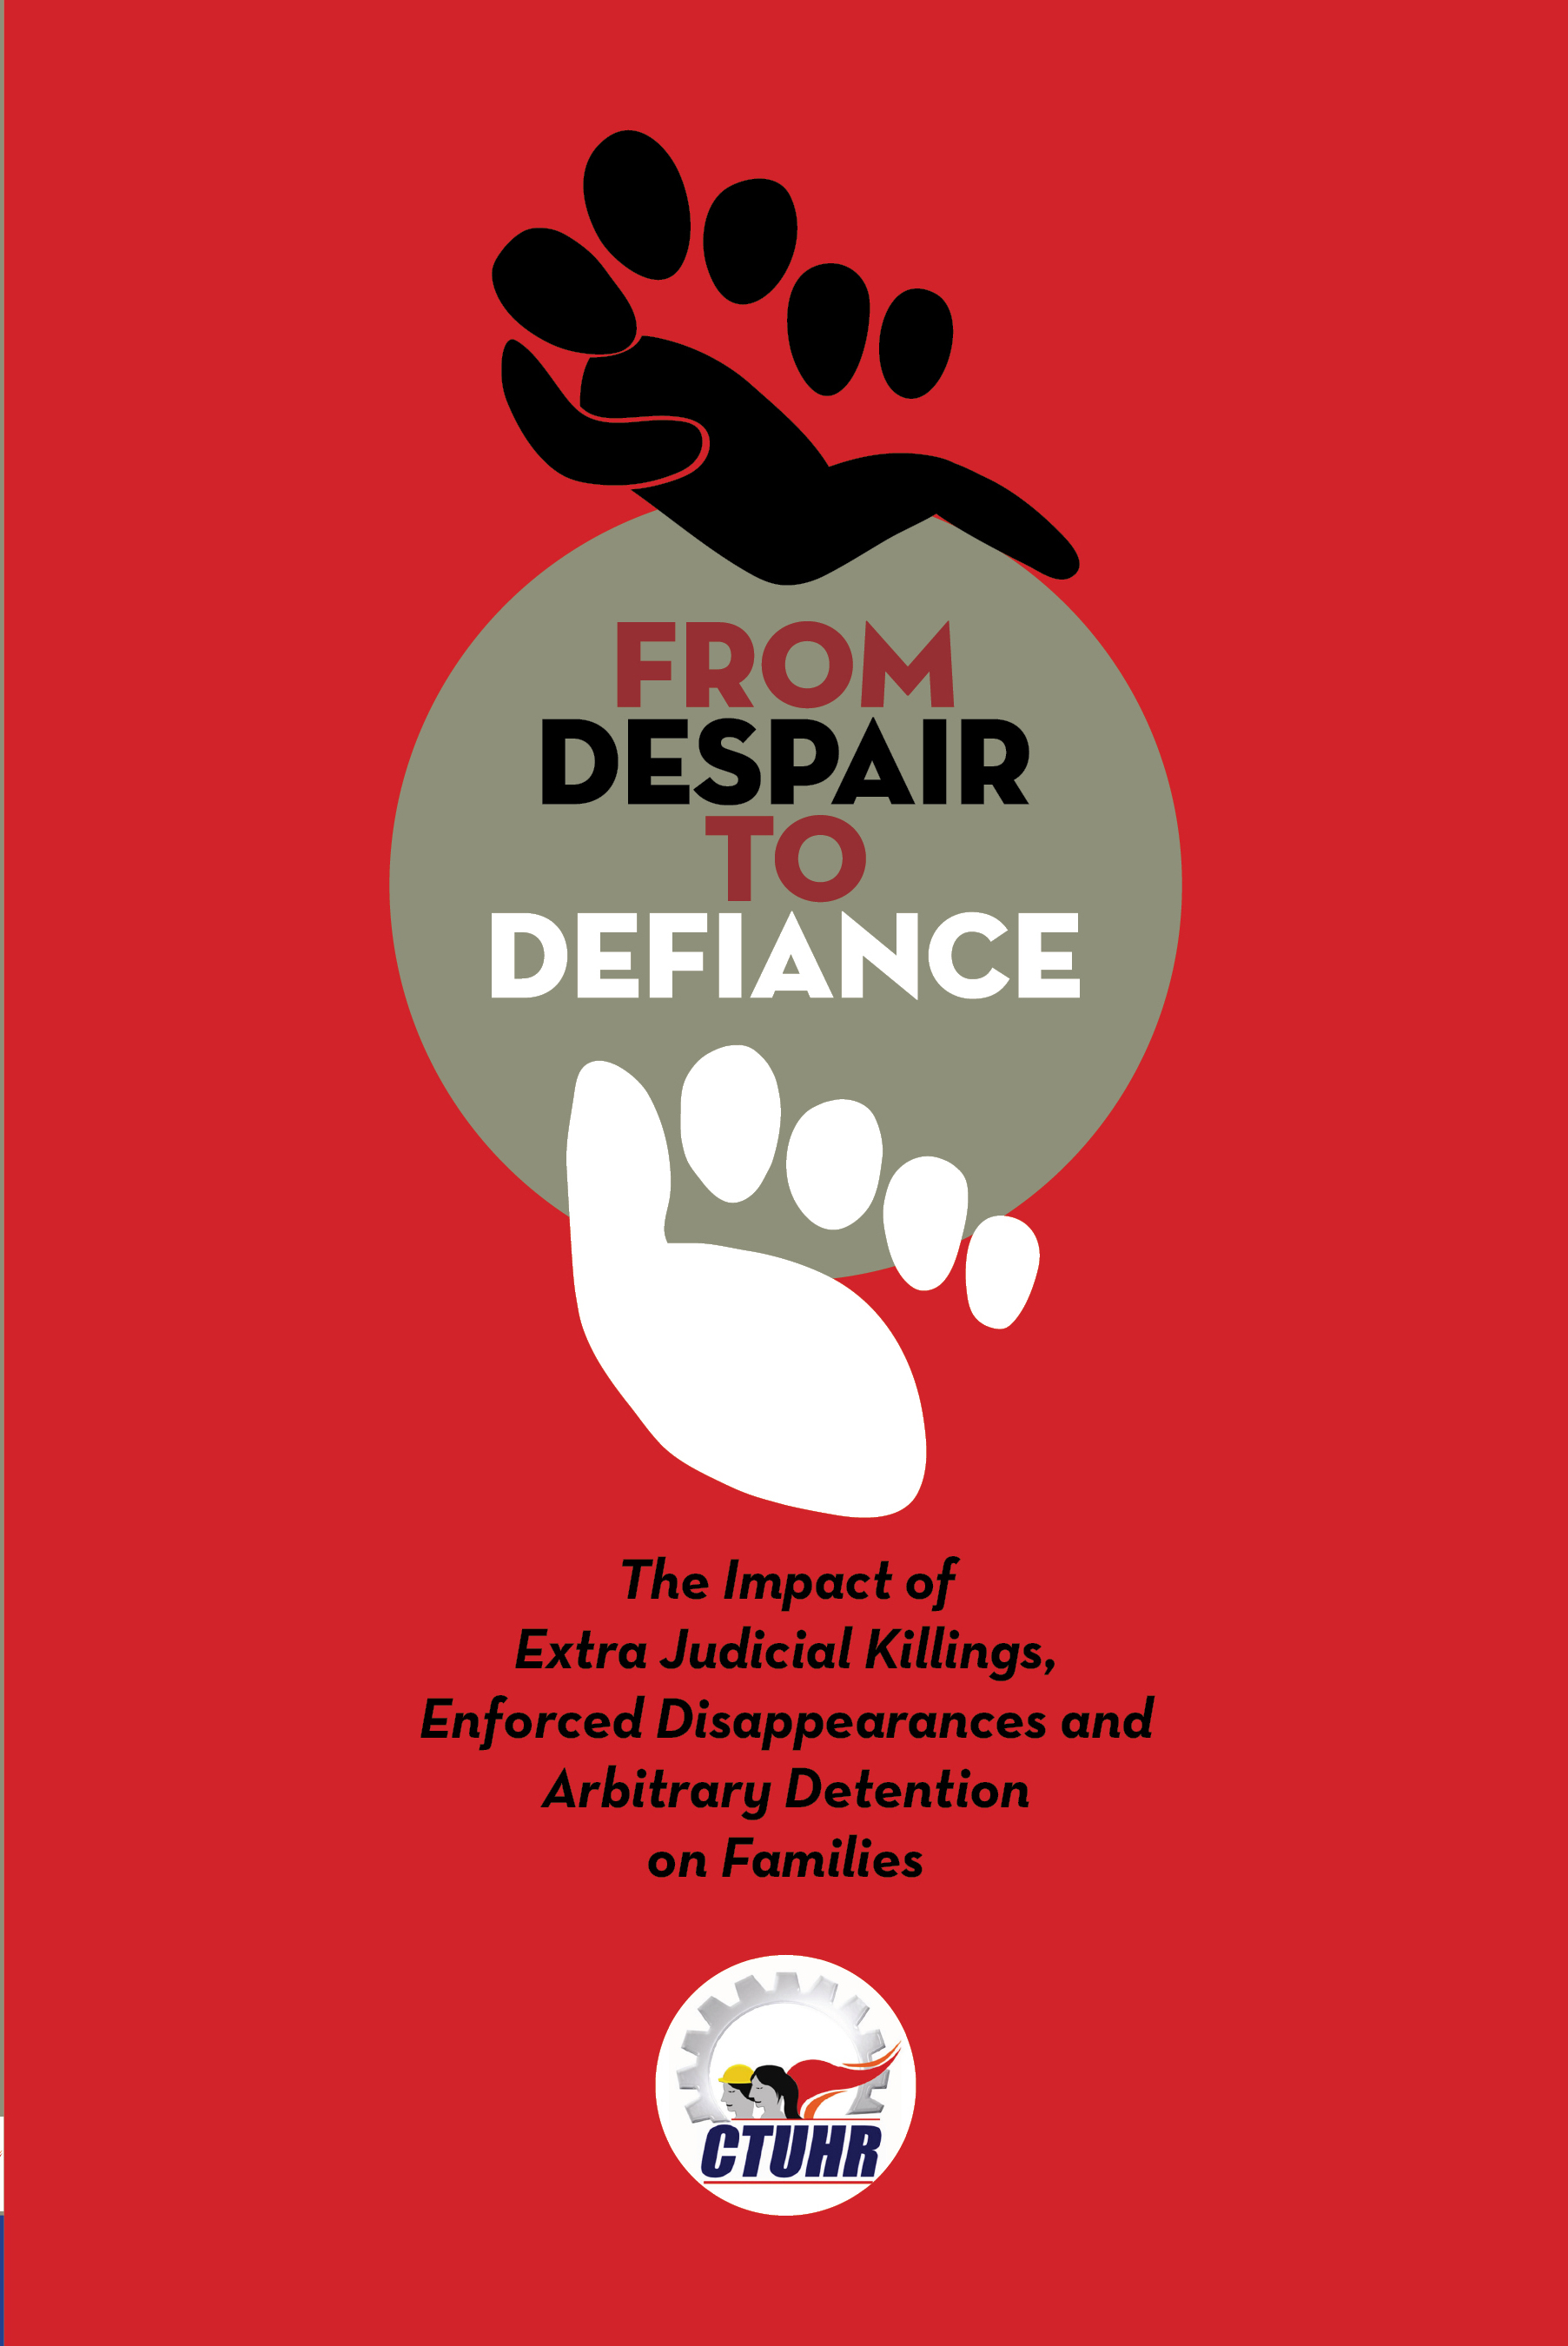 FROM
DESPAIR
TO
DEFIANCE
The Impact of
Extra Judicial Killings,
Enforced Disappearances and
Arbitrary Detention
on Families
CTUHR